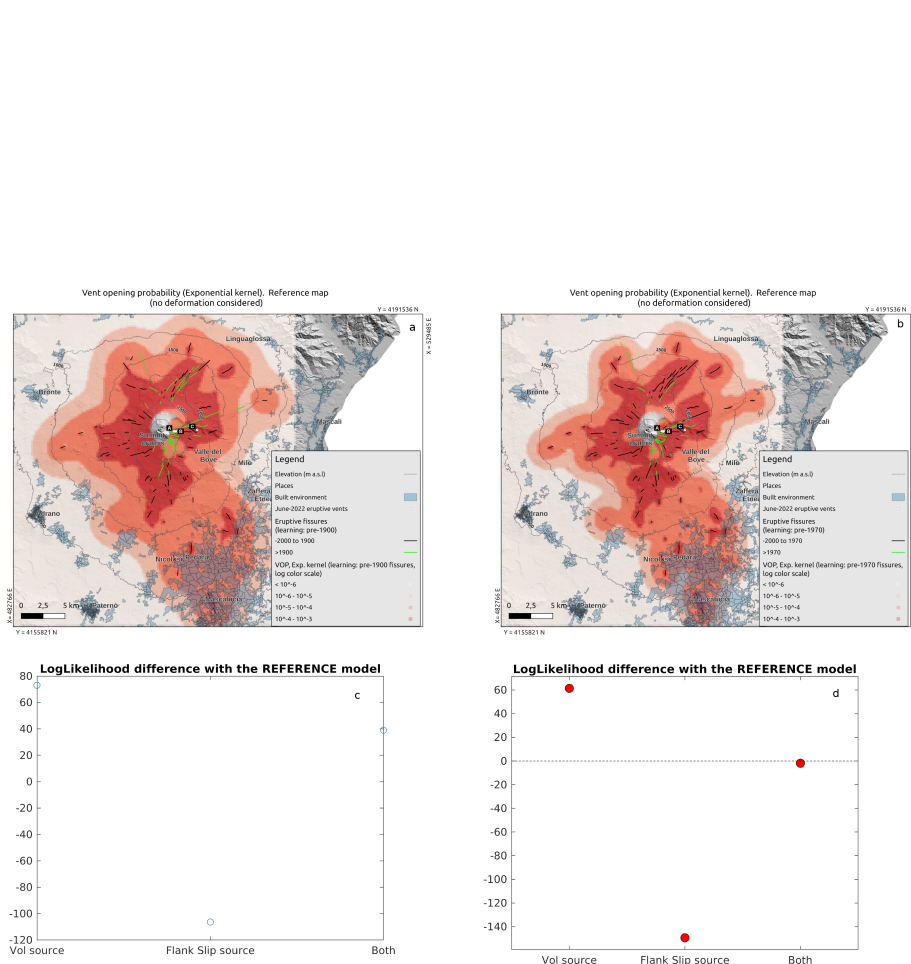 Vent opening probability (Exponential kernel). Reference map
(no deformation considered)
Y = 4191536 N
X = 529485 E
a
Linguaglossa
Bronte
Mascali
A
B
C
Valle del
Bove
Milo
Nicolosi
Pedara
Paternò
0 2,5 5 km
X= 482766 E
Y = 4155821 N
Legend
Elevation (m a.s.l)
Places
Built environment
June-2022 eruptive vents
Eruptive fissures
(learning: pre-1900)
-2000 to 1900
>1900
VOP, Exp. kernel (learning: pre-1900 fissures,
log color scale)
< 10^-6
10^-6 - 10^-5
10^-5 - 10^-4
10^-4 - 10^-3
Vent opening probability (Exponential kernel). Reference map
(no deformation considered)
Y = 4191536 N
b
Linguaglossa
Bronte
Mascali
A
B
C
Valle del
Bove
Milo
Nicolosi
Pedara
Paternò
0 2,5 5 km
X= 482766 E
Y = 4155821 N
Legend
Elevation (m a.s.l)
Places
Built environment
June-2022 eruptive vents
Eruptive fissures
(learning: pre-1970)
-2000 to 1970
>1970
VOP, Exp. kernel (learning: pre-1970 fissures,
log color scale)
< 10^-6
10^-6 - 10^-5
10^-5 - 10^-4
10^-4 - 10^-3
LogLikelihood difference with the REFERENCE model
c
80
60
40
20
0
-20
-40
-60
-80
-100
-120
Vol source Flank Slip source Both
LogLikelihood difference with the REFERENCE model
d
60
40
20
0
-20
-40
-60
-80
-100
-120
-140
Vol source Flank Slip source Both